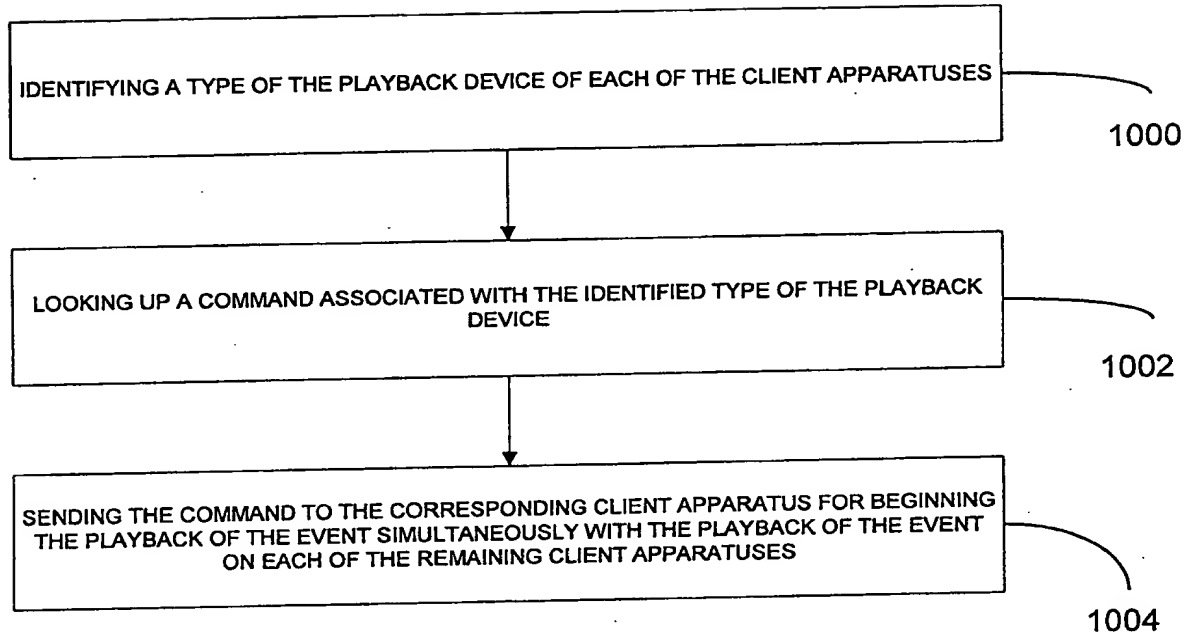 IDENTIFYING A TYPE OF THE PLAYBACK DEVICE OF EACH OF THE CLIENT APPARATUSES
1000
LOOKING UP A COMMAND ASSOCIATED WITH THE IDENTIFIED TYPE OF THE PLAYBACK
DEVICE
1002
SENDING THE COMMAND TO THE CORRESPONDING CLIENT APPARATUS FOR BEGINNING
THE PLAYBACK OF THE EVENT SIMULTANEOUSLY WITH THE PLAYBACK OF THE EVENT
ON EACH OF THE REMAINING CLIENT APPARATUSES
1004